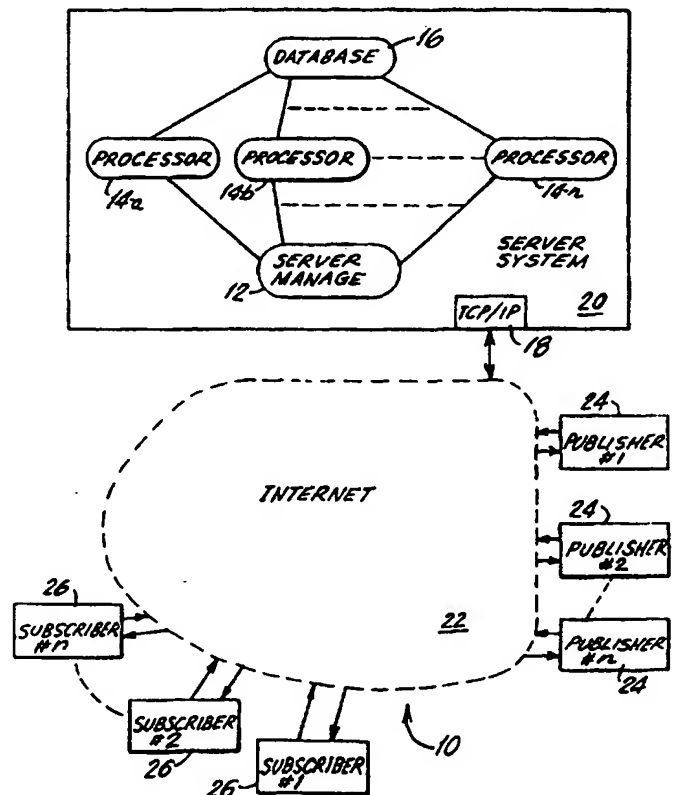 DATABASE
16
PROCESSOR
14a
PROCESSOR
14b
PROCESSOR
14n
SERVER
MANAGE
12
SERVER
SYSTEM
20
TCP/IP
18
INTERNET
22
24
PUBLISHER
#1
24
PUBLISHER
#2
PUBLISHER
#n
24
26
SUBSCRIBER
#n
SUBSCRIBER
#2
26
SUBSCRIBER
#1
26
10